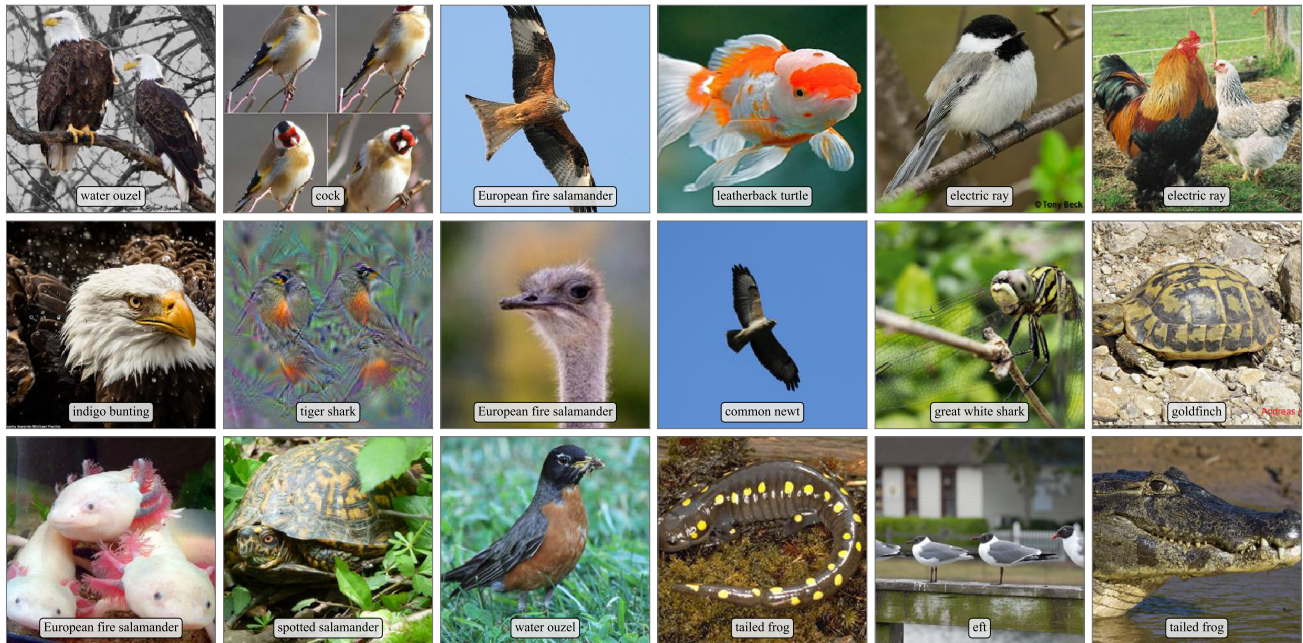 water ouzel
cock
European fire salamander
leatherback turtle
© Tony Beck
electric ray
electric ray
indigo bunting
tiger shark
European fire salamander
common newt
great white shark
Andreas
goldfinch
European fire salamander
spotted salamander
water ouzel
tailed frog
eft
tailed frog